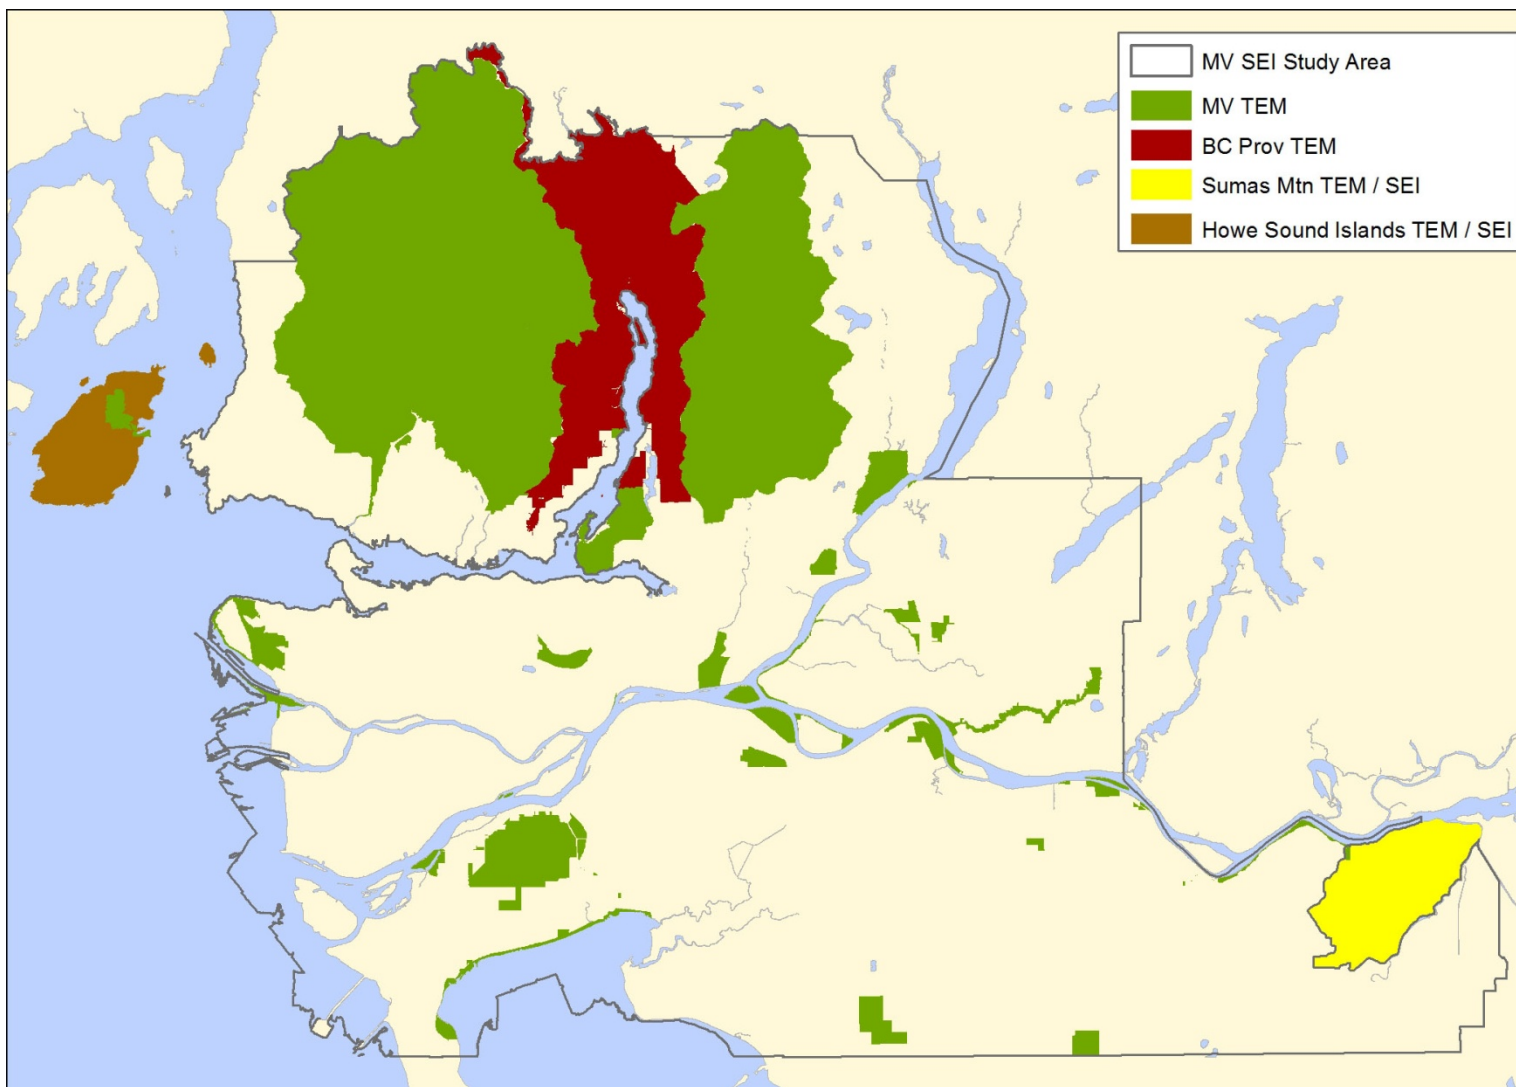 MV SEI Study Area
MV TEM
BC Prov TEM
Sumas Mtn TEM / SEI
Howe Sound Islands TEM / SEI